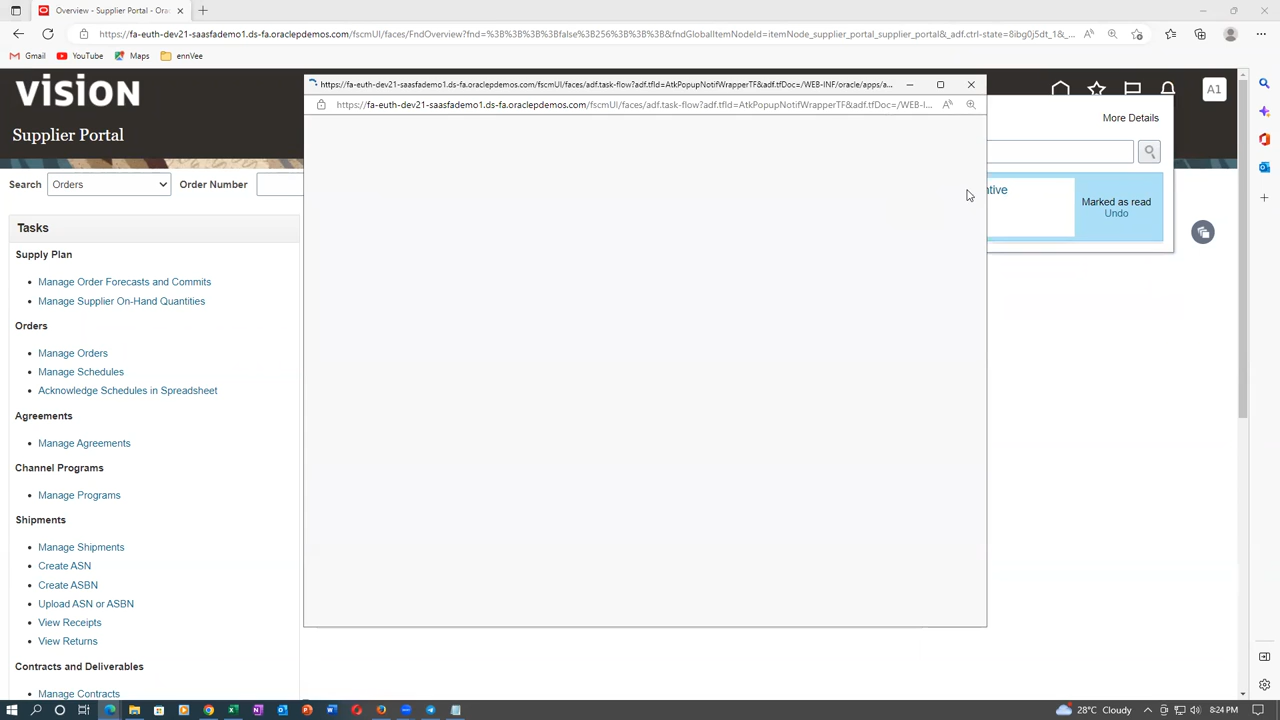 Overview - Supplier Portal - Ora
https://fa-euth-dev21-saasfademo1.ds-fa.oraclepdemos.com/fscmUI/faces/FndOverview?fnd=%3B%3B%3B%3Bfalse%3B256%3B%3B%3B&fndGlobalItemNodeId=itemNode_supplier_portal_supplier_portal&_adf.ctrl-state=8ibg0j5dt_1&_...
Gmail YouTube Maps ennVee
vision
Supplier Portal
A1
https://fa-euth-dev21-saasfademo1.ds-fa.oraclepdemos.com/fscmUI/faces/adf.task-flow?adf.tfId=AtkPopupNotifWrapperTF&adf.tfDoc=/WEB-INF/oracle/apps/a...
https://fa-euth-dev21-saasfademo1.ds-fa.oraclepdemos.com/fscmUI/faces/adf.task-flow?adf.tfId=AtkPopupNotifWrapperTF&adf.tfDoc=/WEB-I...
More Details
Search Orders Order Number
ntive
Marked as read
Undo
Tasks
Supply Plan
Manage Order Forecasts and Commits
Manage Supplier On-Hand Quantities
Orders
Manage Orders
Manage Schedules
Acknowledge Schedules in Spreadsheet
Agreements
Manage Agreements
Channel Programs
Manage Programs
Shipments
Manage Shipments
Create ASN
Create ASBN
Upload ASN or ASBN
View Receipts
View Returns
Contracts and Deliverables
Manage Contracts
28°C Cloudy 8:24 PM